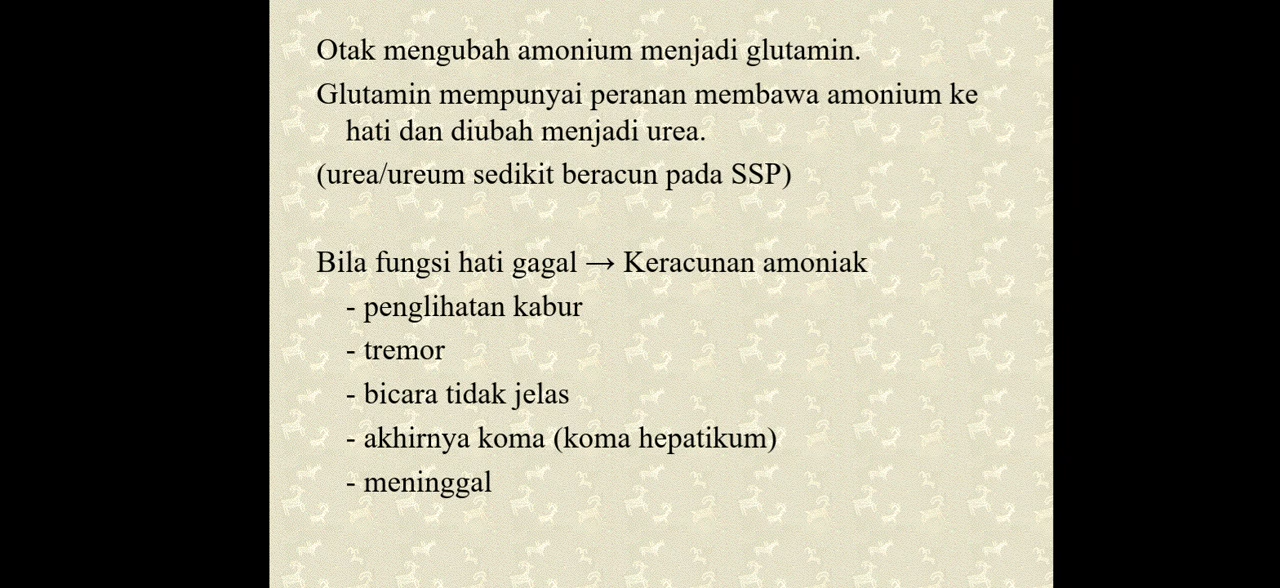 Otak mengubah amonium menjadi glutamin.
Glutamin mempunyai peranan membawa amonium ke
hati dan diubah menjadi urea.
(urea/ureum sedikit beracun pada SSP)
Bila fungsi hati gagal → Keracunan amoniak
- penglihatan kabur
- tremor
- bicara tidak jelas
- akhirnya koma (koma hepatikum)
- meninggal